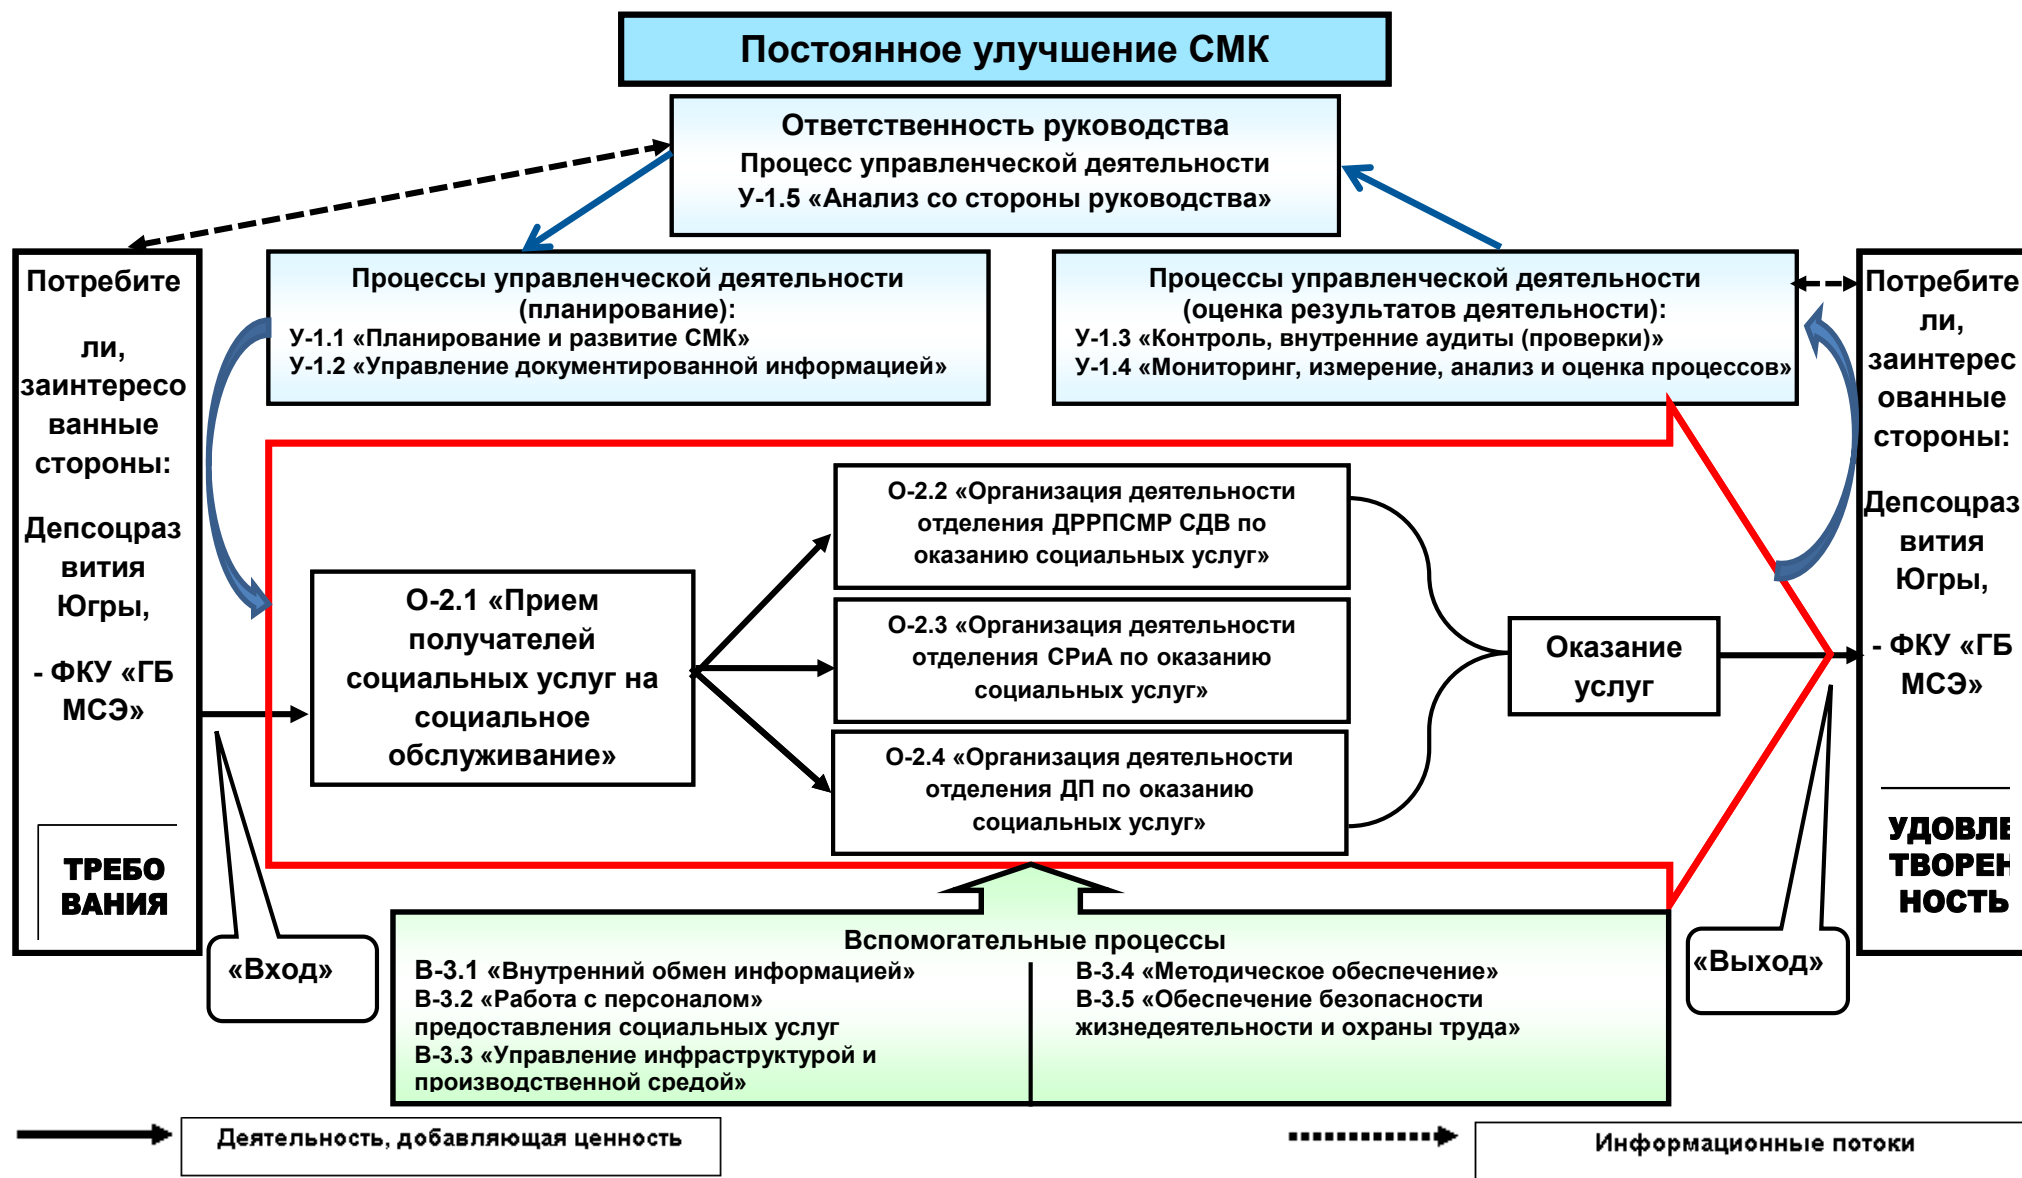 Постоянное улучшение СМК
Ответственность руководства
Процесс управленческой деятельности
У-1.5 «Анализ со стороны руководства»
Потребите
ли,
заинтересо
ванные
стороны:
Депсоцраз
вития
Югры,
- ФКУ «ГБ
МСЭ»
ТРЕБО
ВАНИЯ
Процессы управленческой деятельности
(планирование):
У-1.1 «Планирование и развитие СМК»
У-1.2 «Управление документированной информацией»
Процессы управленческой деятельности
(оценка результатов деятельности):
У-1.3 «Контроль, внутренние аудиты (проверки)»
У-1.4 «Мониторинг, измерение, анализ и оценка процессов»
О-2.1 «Прием
получателей
социальных услуг на
социальное
обслуживание»
О-2.2 «Организация деятельности
отделения ДРРПСМР СДВ по
оказанию социальных услуг»
О-2.3 «Организация деятельности
отделения СРиА по оказанию
социальных услуг»
О-2.4 «Организация деятельности
отделения ДП по оказанию
социальных услуг»
Оказание
услуг
Потребите
ли,
заинтерес
ованные
стороны:
Депсоцраз
вития
Югры,
- ФКУ «ГБ
МСЭ»
УДОВЛЕ
ТВОРЕН
НОСТЬ
«Вход»
Вспомогательные процессы
В-3.1 «Внутренний обмен информацией»
В-3.2 «Работа с персоналом»
предоставления социальных услуг
В-3.3 «Управление инфраструктурой и
производственной средой»
В-3.4 «Методическое обеспечение»
В-3.5 «Обеспечение безопасности
жизнедеятельности и охраны труда»
«Выход»
Деятельность, добавляющая ценность
Информационные потоки